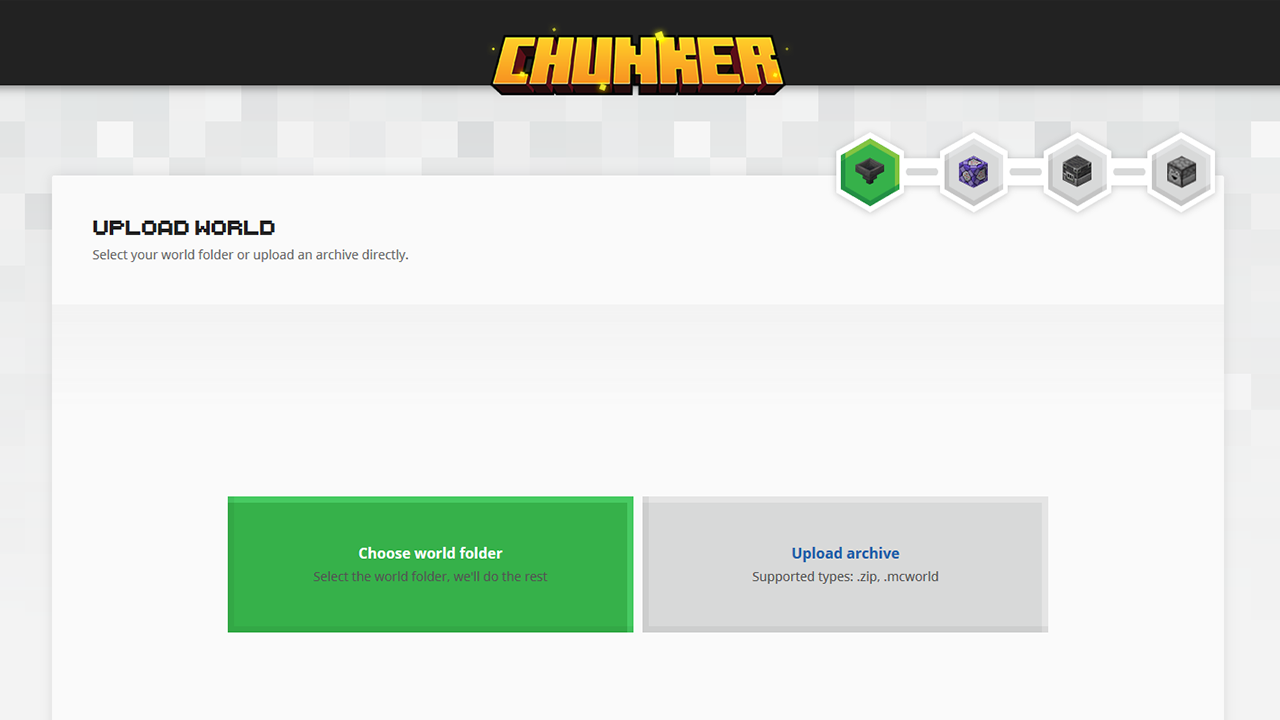 CHUNKER
UPLOAD WORLD
Select your world folder or upload an archive directly.
Choose world folder
Select the world folder, we'll do the rest
Upload archive
Supported types: .zip, .mcworld